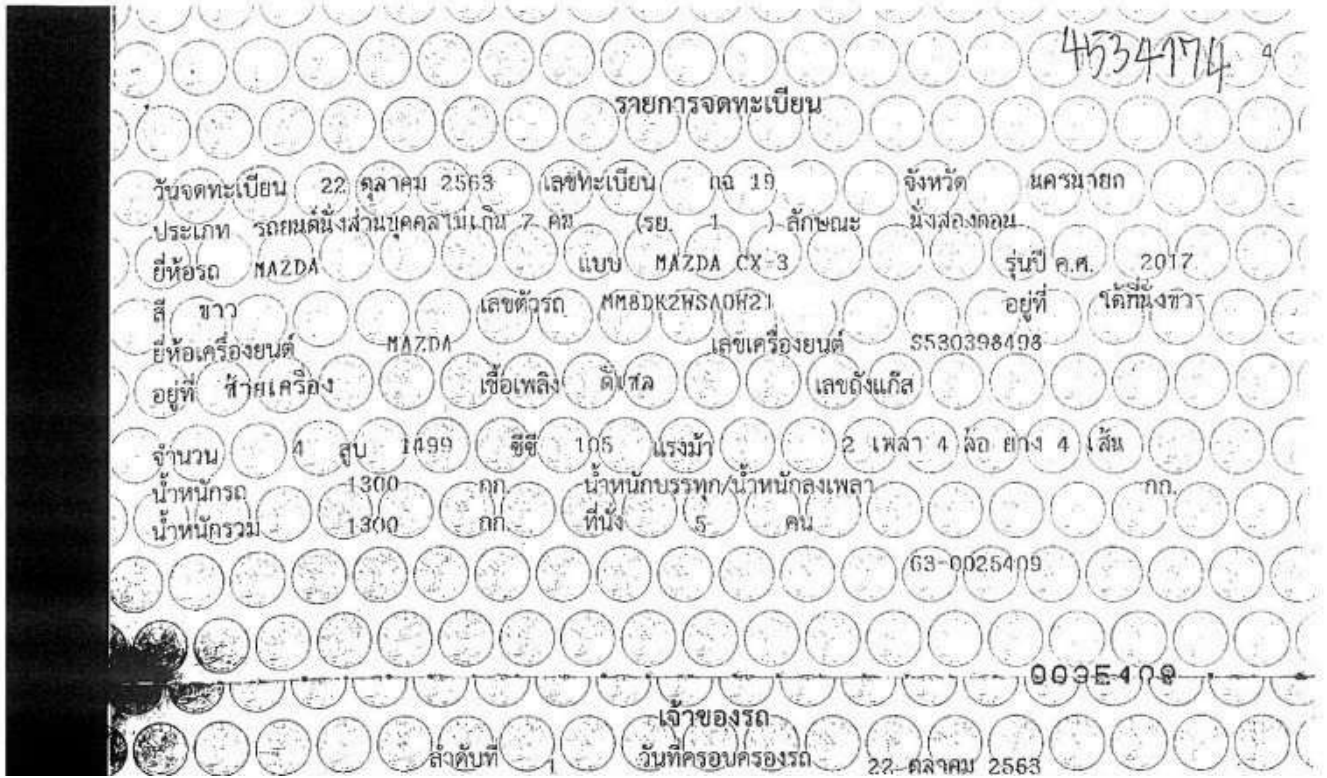 4534174 4
รายการจดทะเบียน
วันจดทะเบียน 22 ตุลาคม 2563 เลขทะเบียน กฉ 19 จังหวัด นครนายก
ประเภท รถยนต์นั่งส่วนบุคคลไม่เกิน 7 คน (รย. 1 ) ลักษณะ นั่งสองตอน
ยี่ห้อรถ MAZDA แบบ MAZDA CX-3 รุ่นปี ค.ศ. 2017
สี ขาว เลขตัวรถ อยู่ที่ ใต้ที่นั่งขวา
ยี่ห้อเครื่องยนต์ MAZDA เลขเครื่องยนต์ S530398498
อยู่ที่ ซ้ายเครื่อง เชื้อเพลิง ดีเซล เลขถังแก๊ส
จำนวน 4 สูบ 1499 ซีซี 105 แรงม้า 2 เพลา 4 ล้อ ยาง 4 เส้น
น้ำหนักรถ 1300 กก. น้ำหนักบรรทุก/น้ำหนักลงเพลา กก.
น้ำหนักรวม 1300 กก. ที่นั่ง 5 คน
63-0025409
เจ้าของรถ
ลำดับที่ 1 วันที่ครอบครองรถ 22 ตุลาคม 2563